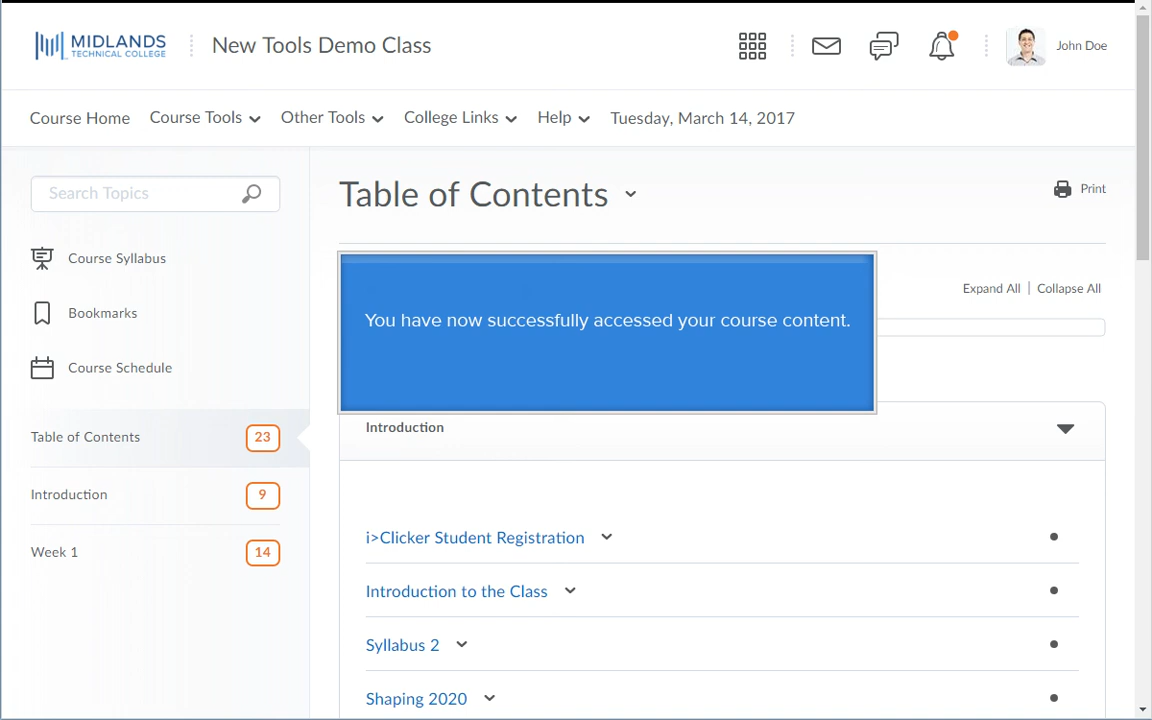 MIDLANDS
TECHNICAL COLLEGE
New Tools Demo Class
John Doe
Course Home
Course Tools
Other Tools
College Links
Help
Tuesday, March 14, 2017
Search Topics
Course Syllabus
Bookmarks
Course Schedule
Table of Contents 23
Introduction 9
Week 1 14
Table of Contents
Print
Expand All | Collapse All
You have now successfully accessed your course content.
Introduction
i>Clicker Student Registration
Introduction to the Class
Syllabus 2
Shaping 2020